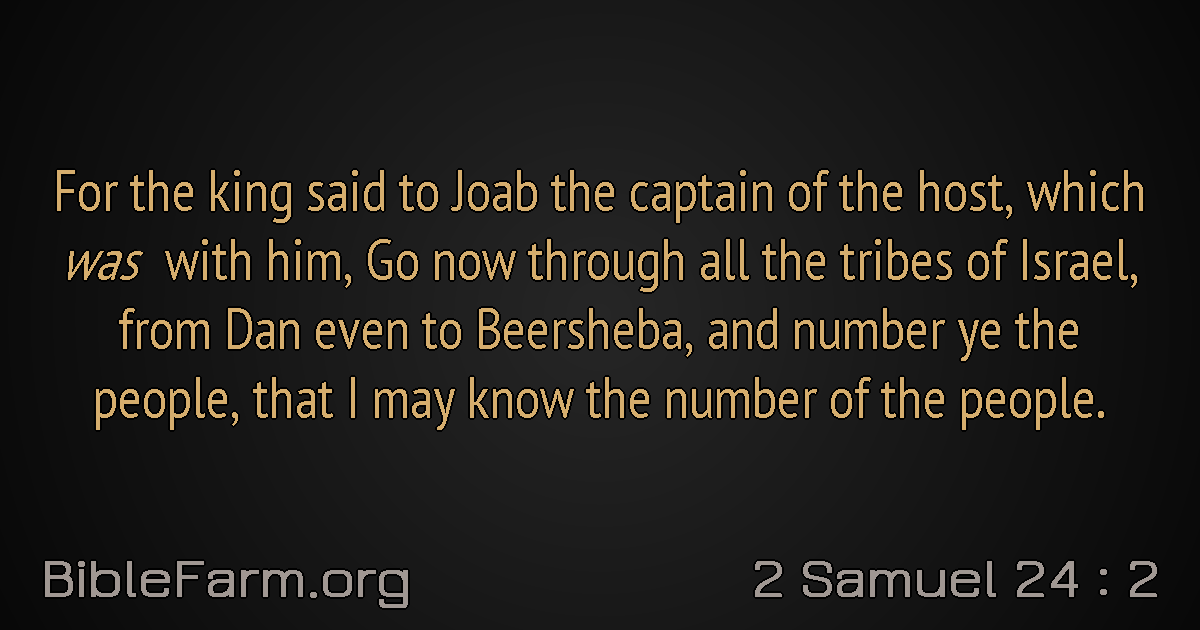 For the king said to Joab the captain of the host, which
was with him, Go now through all the tribes of Israel,
from Dan even to Beersheba, and number ye the
people, that I may know the number of the people.
BibleFarm.org
2 Samuel 24 : 2